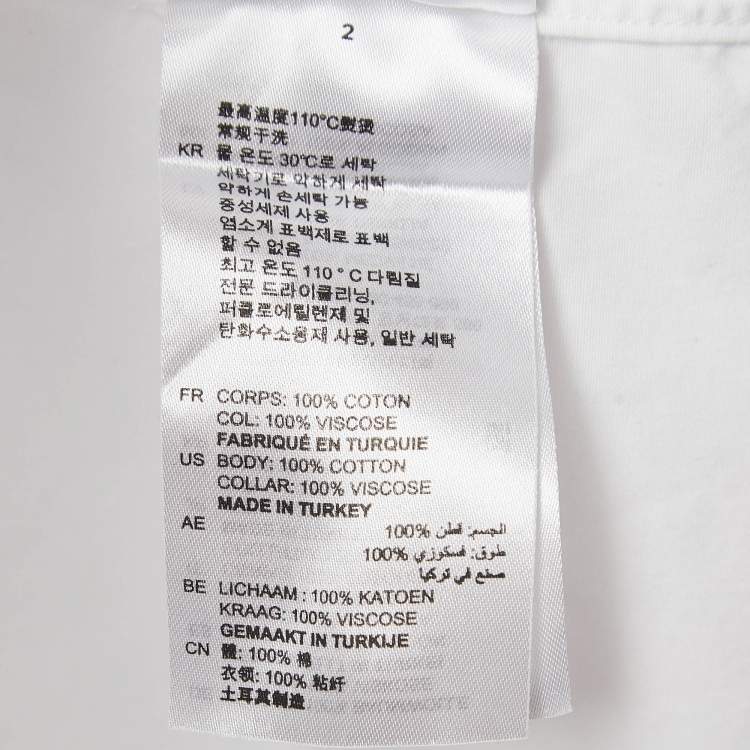 2
最高溫度110°C熨燙
常规干洗
KR 물 온도 30℃로 세탁
세탁기로 약하게 세탁
약하게 손세탁 가능
중성세제 사용
염소계 표백제로 표백
할 수 없음
최고 온도 110 ° C 다림질
전문 드라이클리닝,
퍼클로에틸렌제 및
탄화수소용제 사용, 일반 세탁
FR CORPS: 100% COTON
COL: 100% VISCOSE
FABRIQUÉ EN TURQUIE
US BODY: 100% COTTON
COLLAR: 100% VISCOSE
MADE IN TURKEY
AE الجسم: قطن %100
طوق: فسكوزي %100
صنع في تركيا
BE LICHAAM : 100% KATOEN
KRAAG: 100% VISCOSE
GEMAAKT IN TURKIJE
CN 體: 100% 棉
衣领: 100% 粘纤
土耳其制造